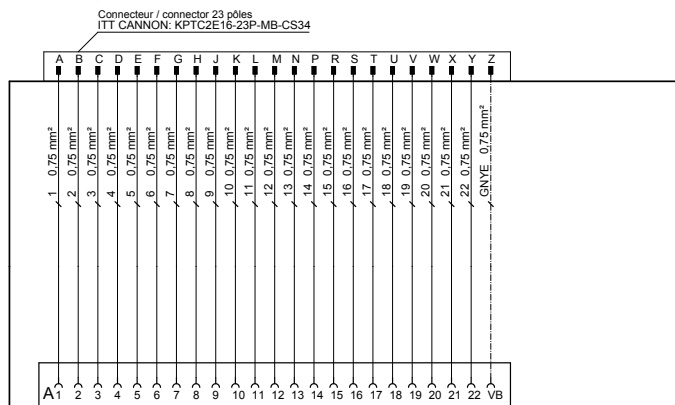 Connecteur / connector 23 pôles
ITT CANNON: KPTC2E16-23P-MB-CS34
A B C D E F G H J K L M N P R S T U V W X Y Z
1 0,75 mm²
2 0,75 mm²
3 0,75 mm²
4 0,75 mm²
5 0,75 mm²
6 0,75 mm²
7 0,75 mm²
8 0,75 mm²
9 0,75 mm²
10 0,75 mm²
11 0,75 mm²
12 0,75 mm²
13 0,75 mm²
14 0,75 mm²
15 0,75 mm²
16 0,75 mm²
17 0,75 mm²
18 0,75 mm²
19 0,75 mm²
20 0,75 mm²
21 0,75 mm²
22 0,75 mm²
GNYE 0,75 mm²
A 1 2 3 4 5 6 7 8 9 10 11 12 13 14 15 16 17 18 19 20 21 22 VB